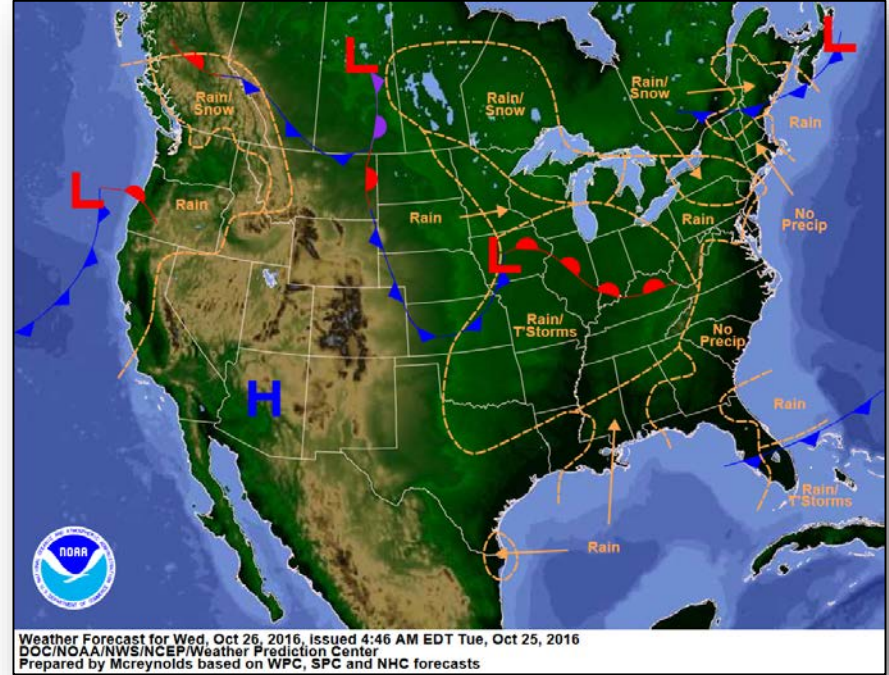 L
L
Rain/
Snow
Rain/
Snow
Rain/
Snow
Rain
L
Rain
Rain
Rain
No
Precip
L
H
Rain/
T'Storms
No
Precip
Rain
Rain/
T'Storms
Rain
NOAA
Weather Forecast for Wed, Oct 26, 2016, issued 4:46 AM EDT Tue, Oct 25, 2016
DOC/NOAA/NWS/NCEP/Weather Prediction Center
Prepared by Mcreynolds based on WPC, SPC and NHC forecasts